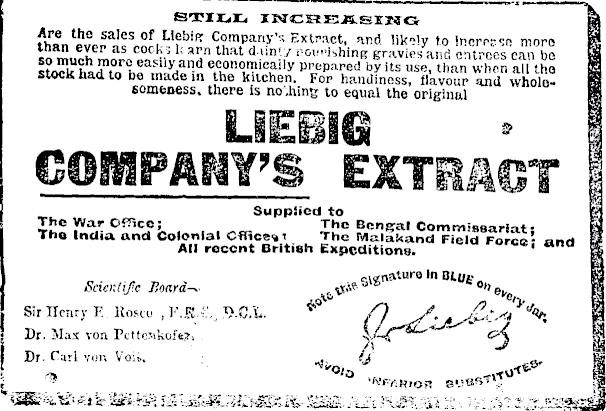 STILL INCREASING
Are the sales of Liebig Company's Extract, and likely to increase more
than ever as cooks learn that dainty nourishing gravies and entrees can be
so much more easily and economically prepared by its use, than when all the
stock had to be made in the kitchen. For handiness, flavour and whole-
someness, there is nothing to equal the original
LIEBIG
COMPANY'S EXTRACT
Supplied to
The War Office; The Bengal Commissariat;
The India and Colonial Offices; The Malakand Field Force; and
All recent British Expeditions.
Scientific Board—
Sir Henry E. Rosco, F.R.S., D.C.L.
Dr. Max von Pettenkofer,
Dr. Carl von Vois.
Note this Signature in BLUE on every Jar.
J v Liebig
AVOID INFERIOR SUBSTITUTES.